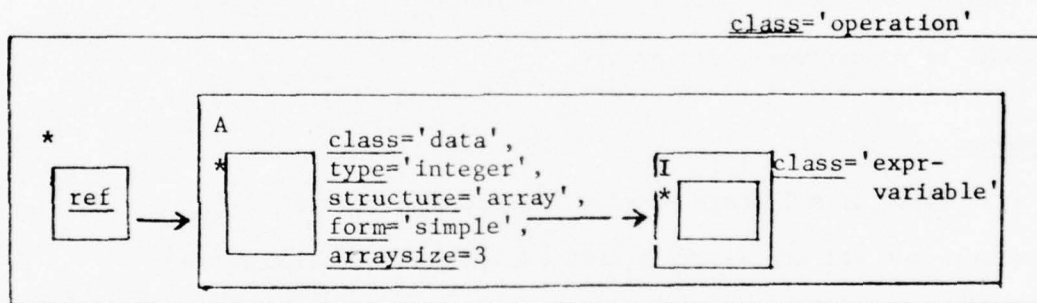 class='operation'
*
ref
A
*
class='data',
type='integer',
structure='array',
form='simple',
arraysize=3
I
*
class='expr-
variable'